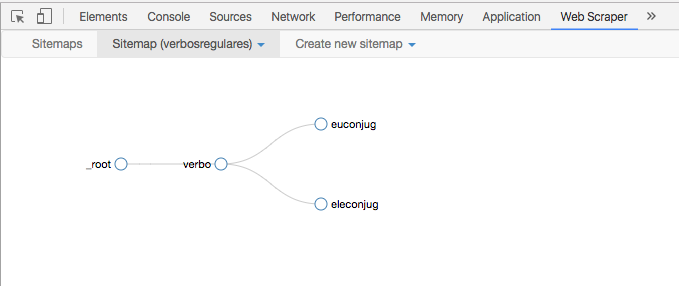 Elements Console Sources Network Performance Memory Application Web Scraper »
Sitemaps Sitemap (verbosregulares) Create new sitemap
euconjug
_root verbo
eleconjug